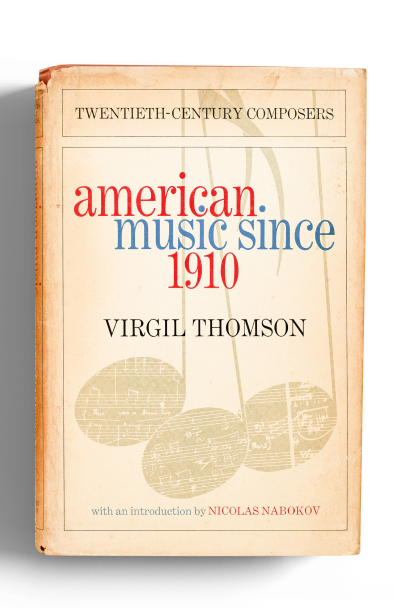 TWENTIETH-CENTURY COMPOSERS
american
music since
1910
VIRGIL THOMSON
with an introduction by NICOLAS NABOKOV